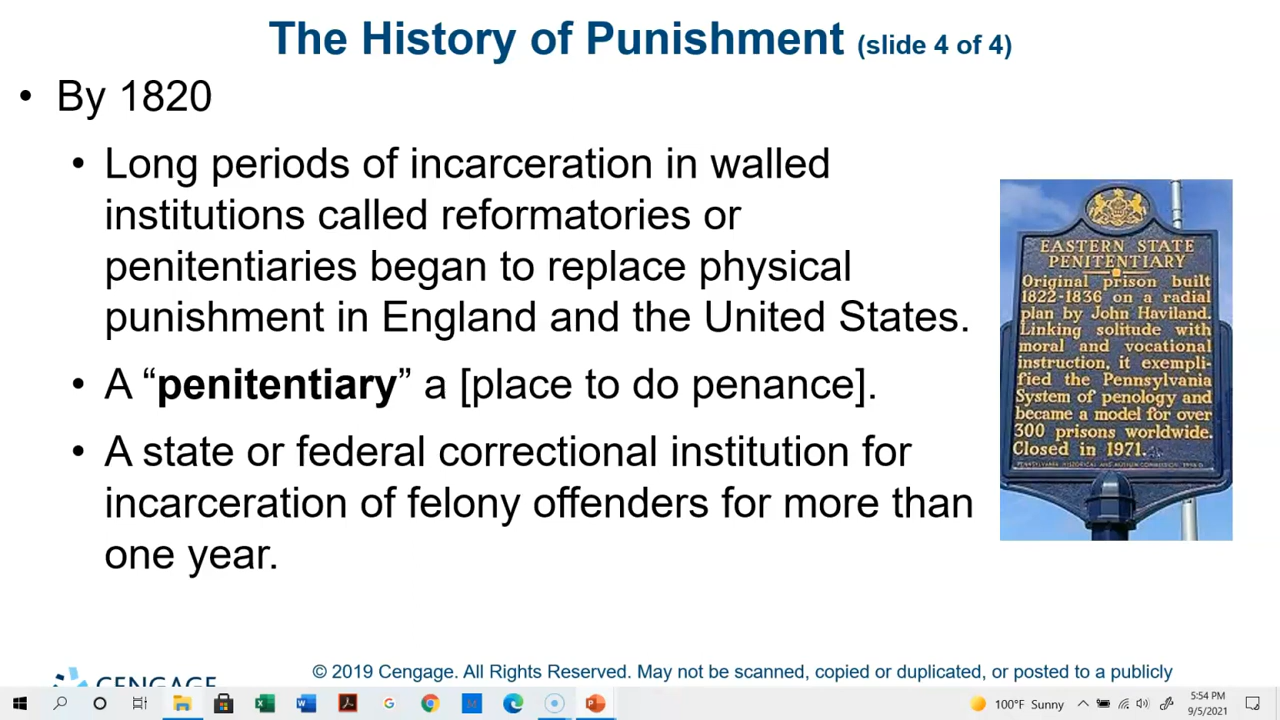 The History of Punishment (slide 4 of 4)
• By 1820
• Long periods of incarceration in walled
institutions called reformatories or
penitentiaries began to replace physical
punishment in England and the United States.
• A “penitentiary” a [place to do penance].
• A state or federal correctional institution for
incarceration of felony offenders for more than
one year.
EASTERN STATE
PENITENTIARY
Original prison built
1822-1836 on a radial
plan by John Haviland.
Linking solitude with
moral and vocational
instruction, it exempli-
fied the Pennsylvania
System of penology and
became a model for over
300 prisons worldwide.
Closed in 1971.
CENGAGE
© 2019 Cengage. All Rights Reserved. May not be scanned, copied or duplicated, or posted to a publicly
100°F Sunny
5:54 PM
9/5/2021